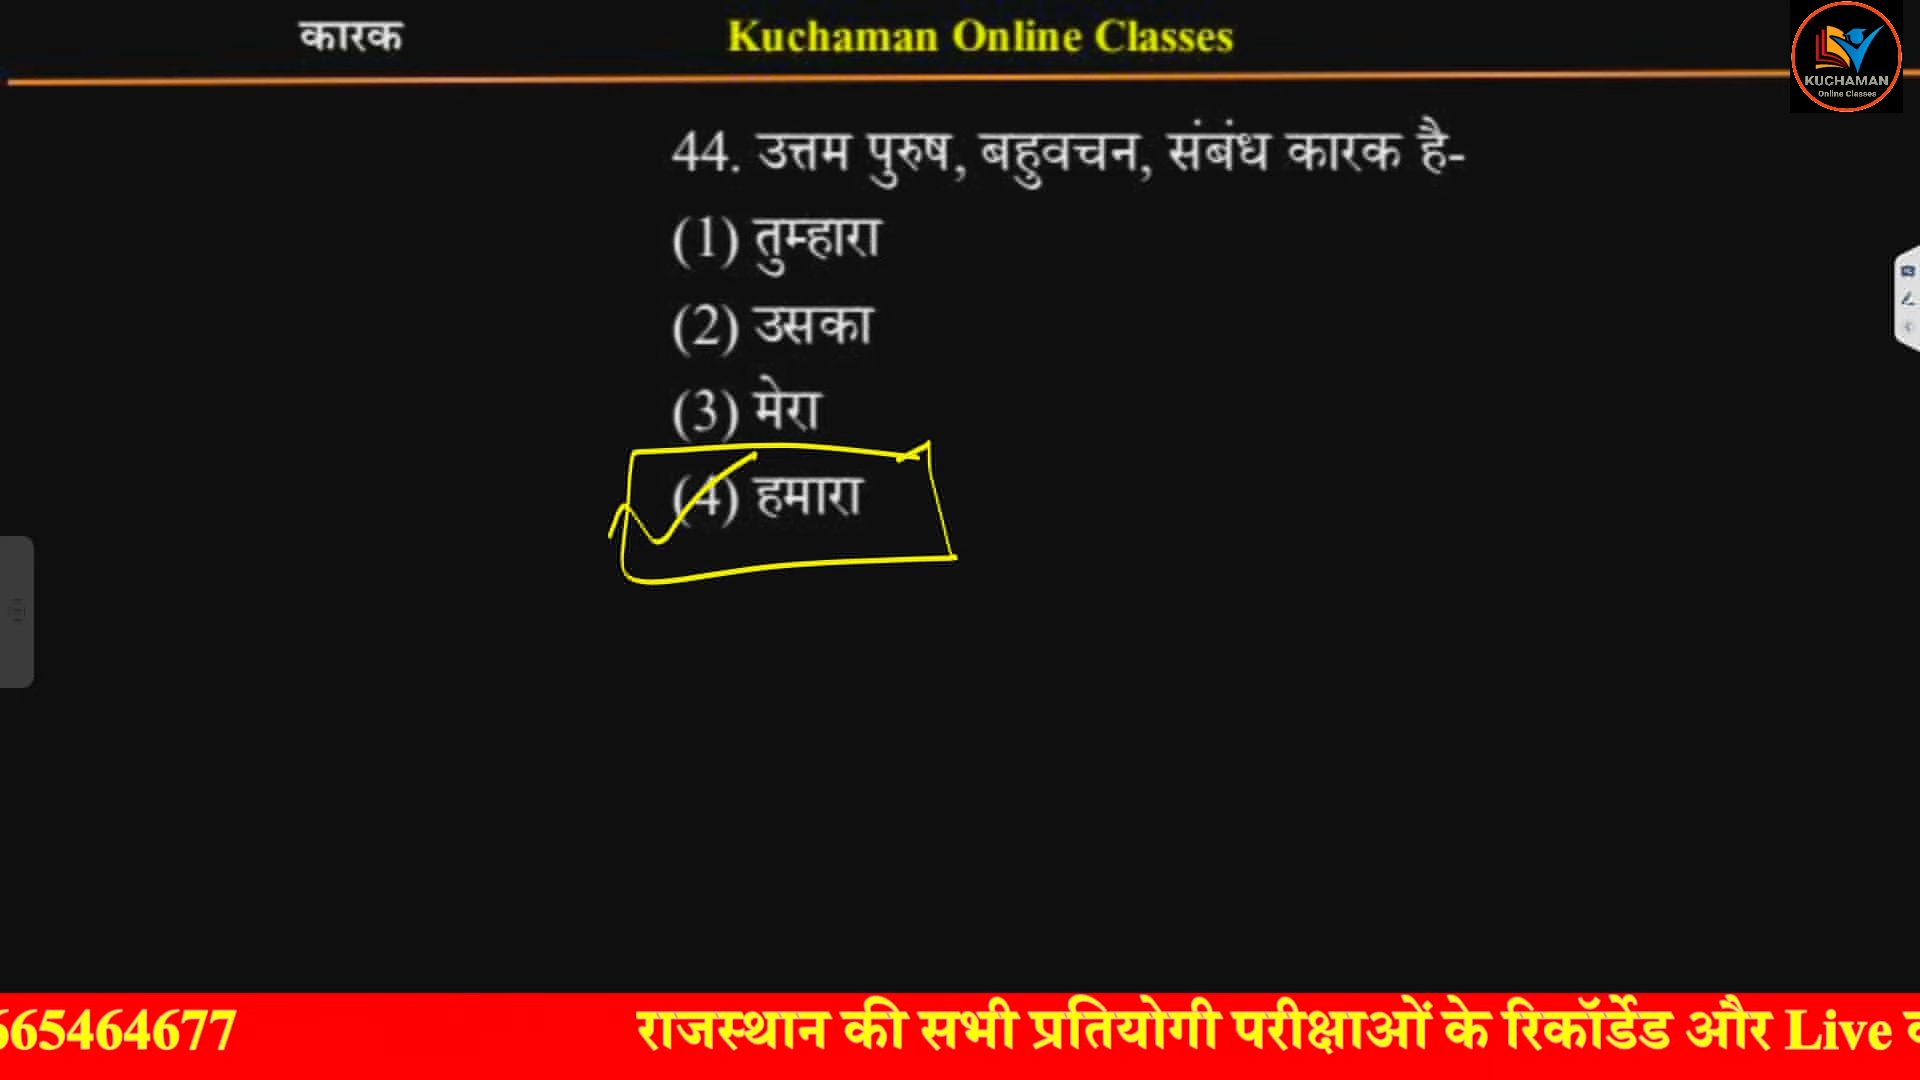 कारक
Kuchaman Online Classes
KUCHAMAN
Online Classes
44. उत्तम पुरुष, बहुवचन, संबंध कारक है-
(1) तुम्हारा
(2) उसका
(3) मेरा
(4) हमारा
665464677 राजस्थान की सभी प्रतियोगी परीक्षाओं के रिकॉर्डेड और Live